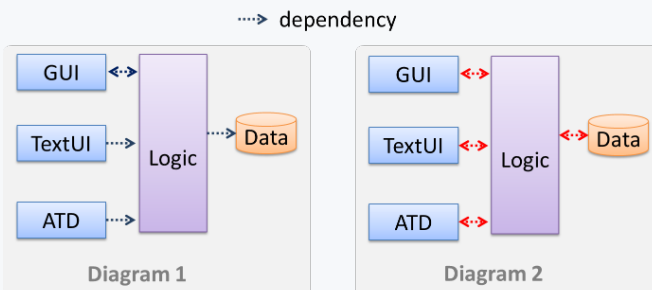 dependency
GUI
TextUI
ATD
Logic
Data
Diagram 1
GUI
TextUI
ATD
Logic
Data
Diagram 2